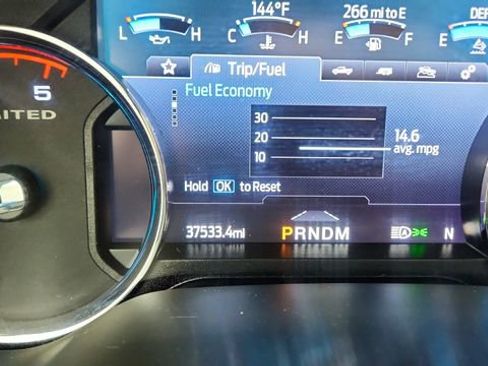 144°F 266 mi to E DEF
L H C H E F E
Trip/Fuel
Fuel Economy
5
30
20
10
14.6
avg. mpg
MITED
Hold OK to Reset
37533.4mi PRNDM A N